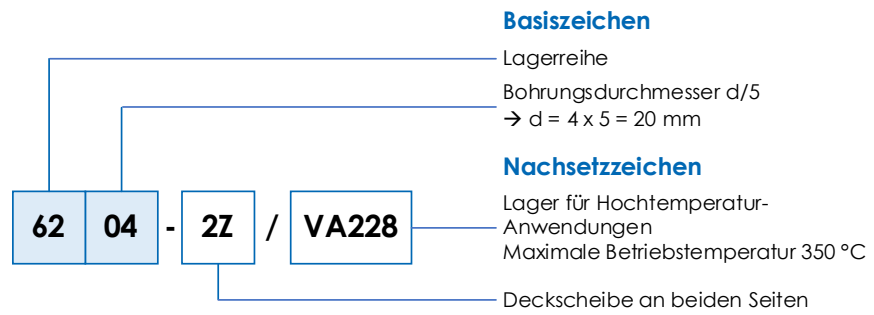 Basiszeichen
Lagerreihe
Bohrungsdurchmesser d/5
→ d = 4 x 5 = 20 mm
Nachsetzzeichen
62 04 - 2Z / VA228
Lager für Hochtemperatur-
Anwendungen
Maximale Betriebstemperatur 350 °C
Deckscheibe an beiden Seiten